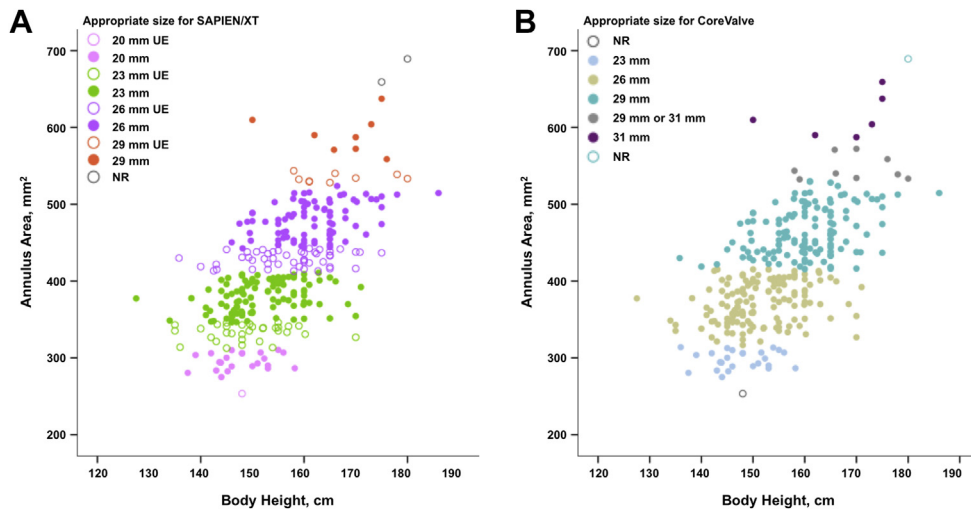 A
Appropriate size for SAPIEN/XT
20 mm UE
20 mm
23 mm UE
23 mm
26 mm UE
26 mm
29 mm UE
29 mm
NR
700
600
500
400
300
200
Annulus Area, mm²
120 130 140 150 160 170 180 190
Body Height, cm
B
Appropriate size for CoreValve
NR
23 mm
26 mm
29 mm
29 mm or 31 mm
31 mm
NR
700
600
500
400
300
200
Annulus Area, mm²
120 130 140 150 160 170 180 190
Body Height, cm